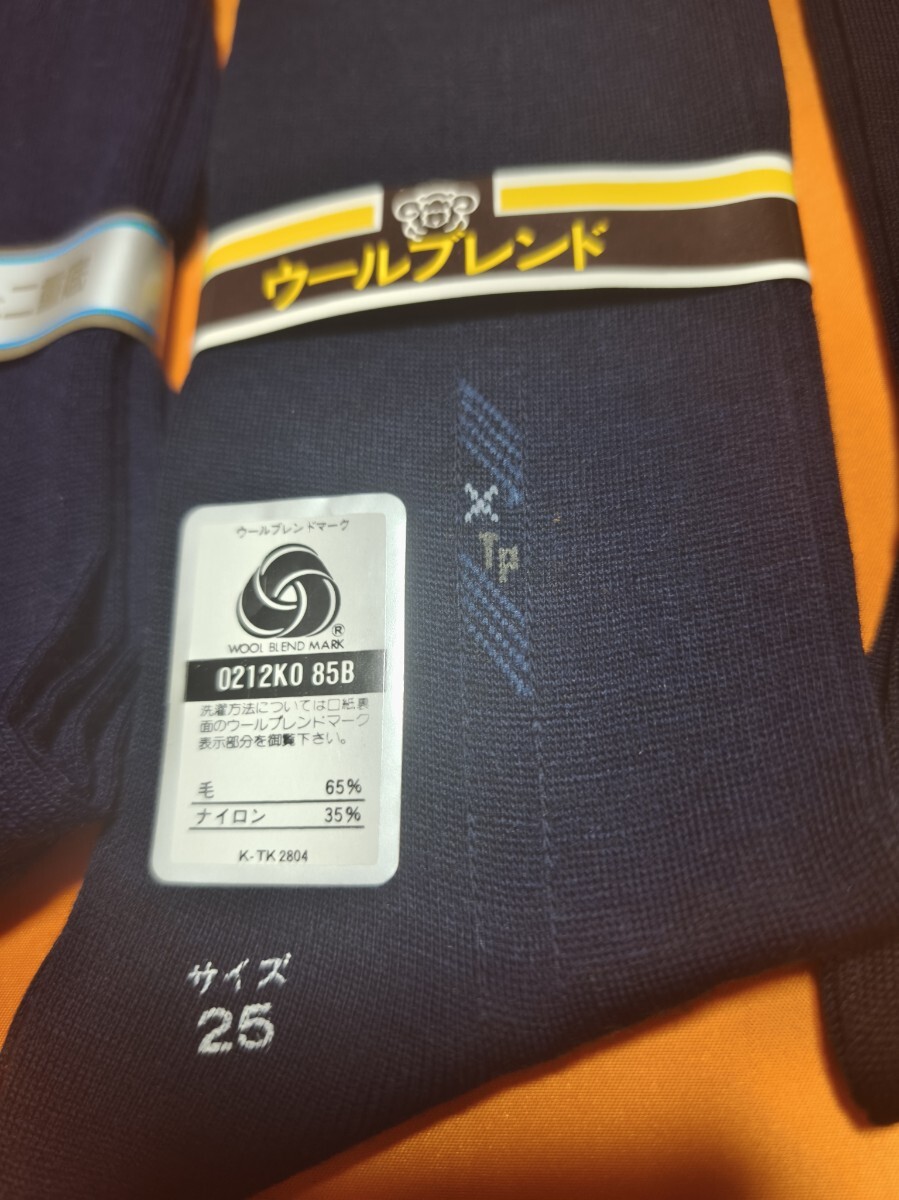 ウールブレンド
X
Tp
ウールブレンドマーク
WOOL BLEND MARK
®
0212K0 85B
洗濯方法については口紙裏
面のウールブレンドマーク
表示部分を御覧下さい。
毛 65%
ナイロン 35%
K-TK 2804
サイズ
25